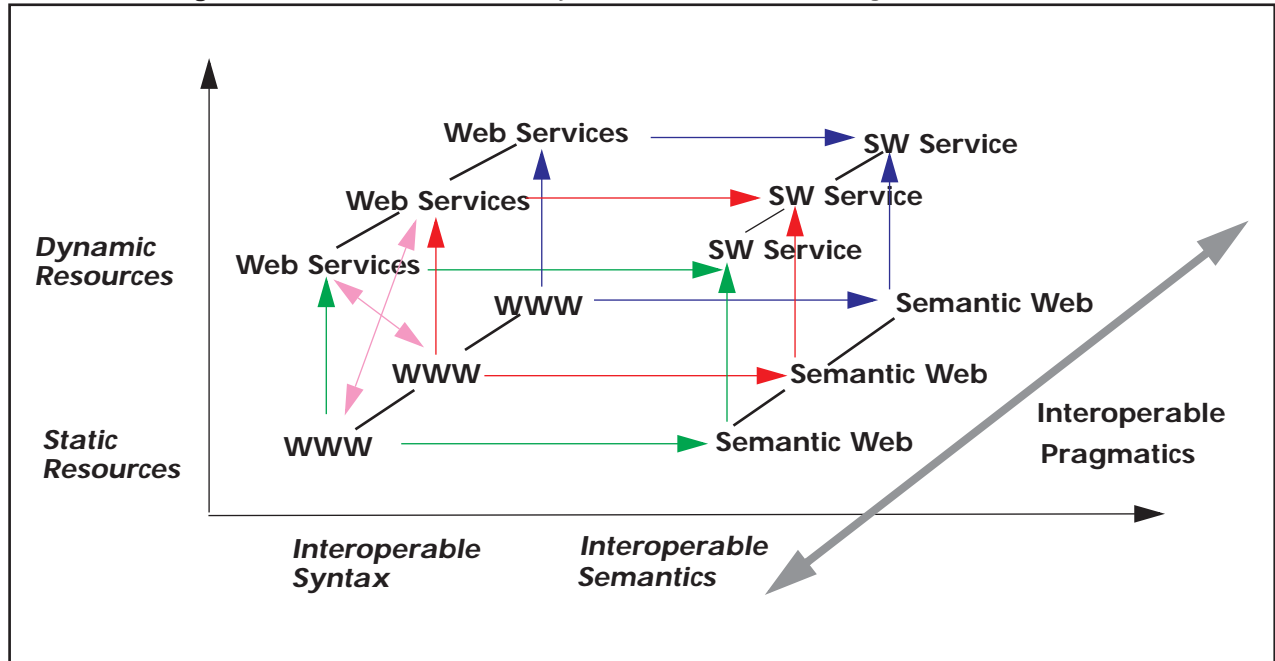 Web Services
SW Service
Web Services
SW Service
Dynamic
Resources
Web Services
SW Service
WWW
Semantic Web
WWW
Semantic Web
Interoperable
Pragmatics
Static
Resources
WWW
Semantic Web
Interoperable
Syntax
Interoperable
Semantics